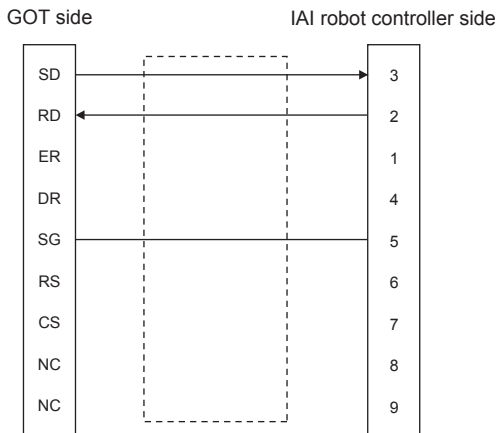 GOT side IAI robot controller side
SD 3
RD 2
ER 1
DR 4
SG 5
RS 6
CS 7
NC 8
NC 9